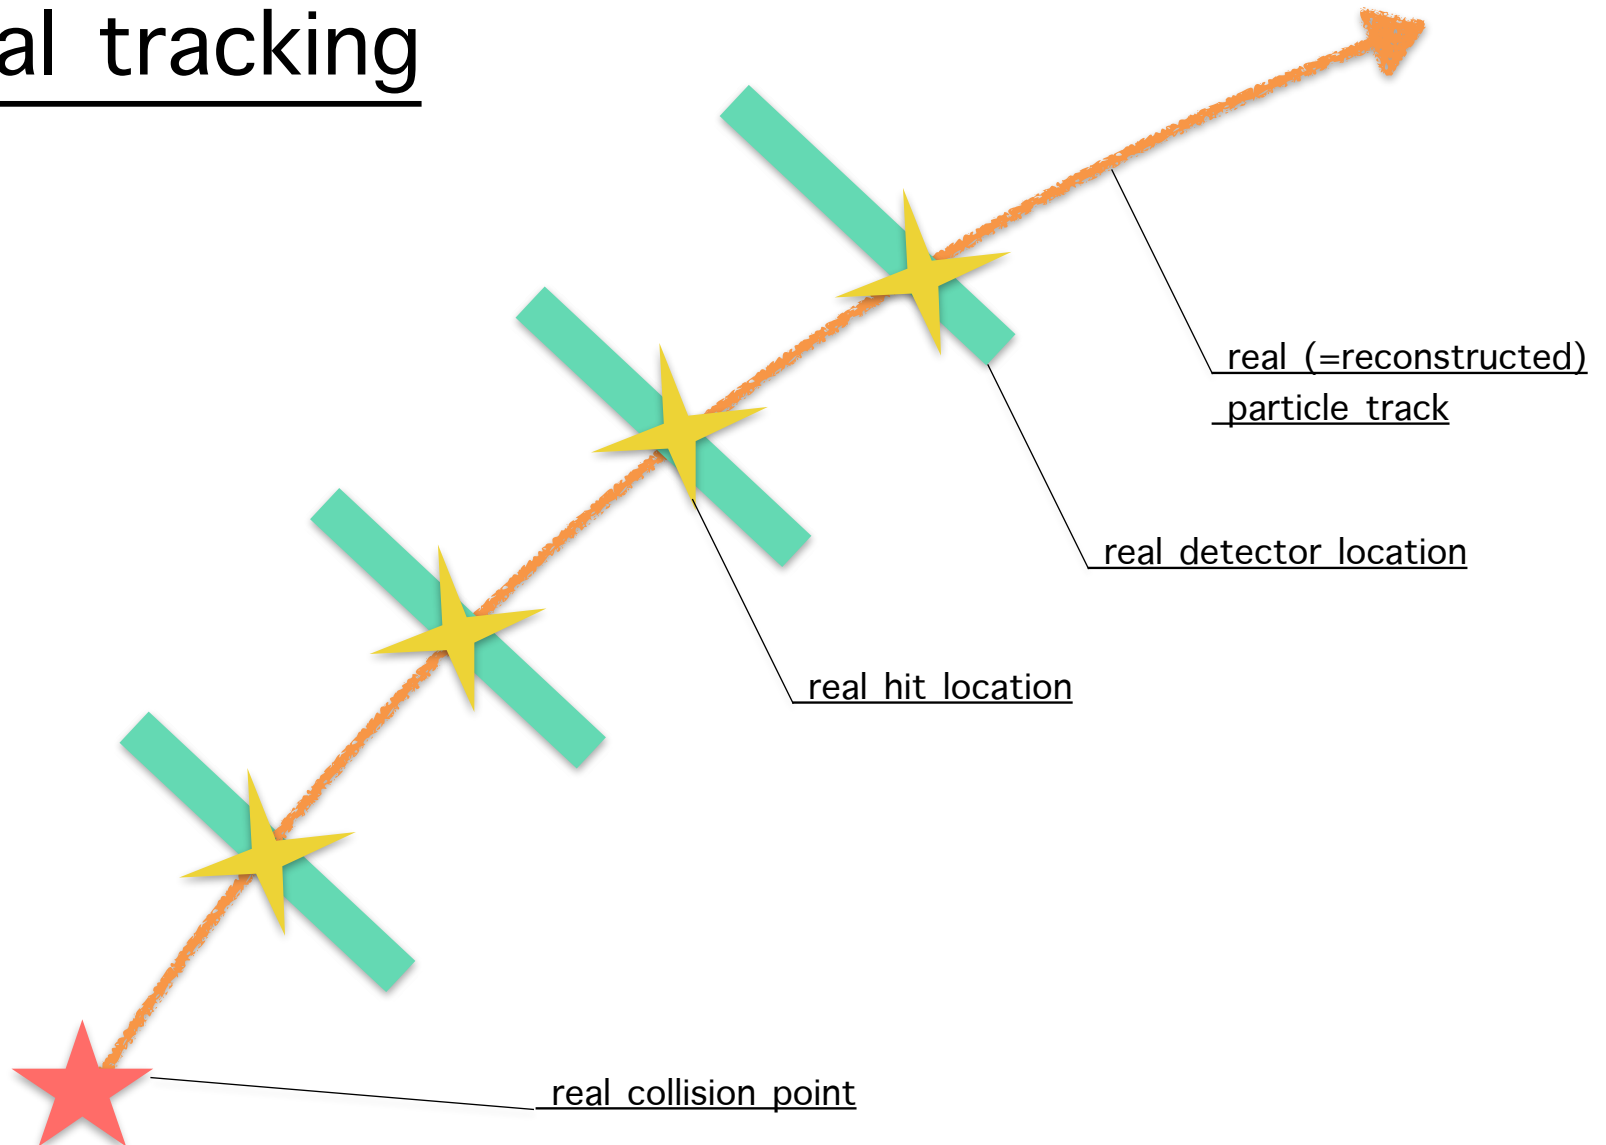 al tracking
real (=reconstructed)
particle track
real detector location
real hit location
real collision point